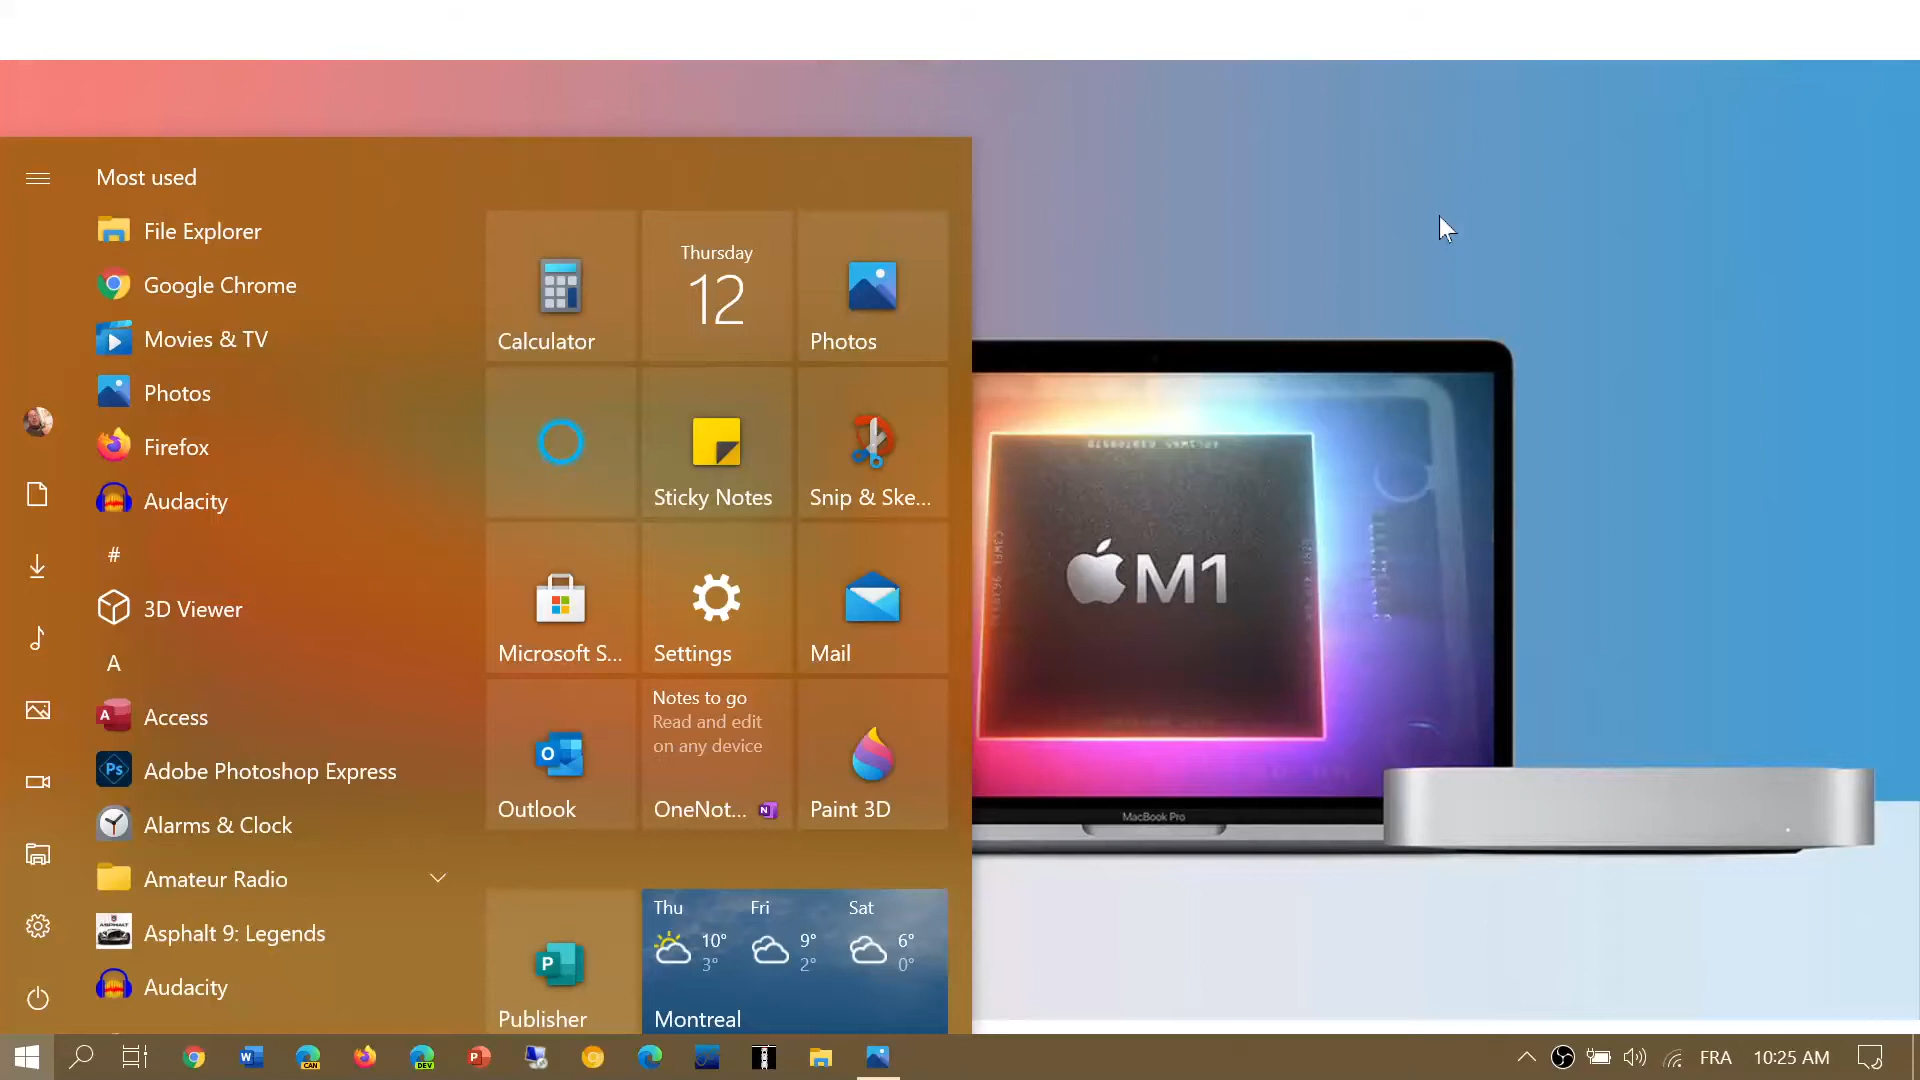 Most used
File Explorer
Google Chrome
Movies & TV
Photos
Firefox
Audacity
#
3D Viewer
A
Access
Adobe Photoshop Express
Alarms & Clock
Amateur Radio
Asphalt 9: Legends
Audacity
Calculator
Thursday
12
Photos
Sticky Notes
Snip & Ske...
Microsoft S...
Settings
Mail
Outlook
Notes to go
Read and edit
on any device
OneNot...
Paint 3D
Publisher
Thu Fri Sat
10° 9° 6°
3° 2° 0°
Montreal
M1
MacBook Pro
CAN
DEV
FRA
10:25 AM